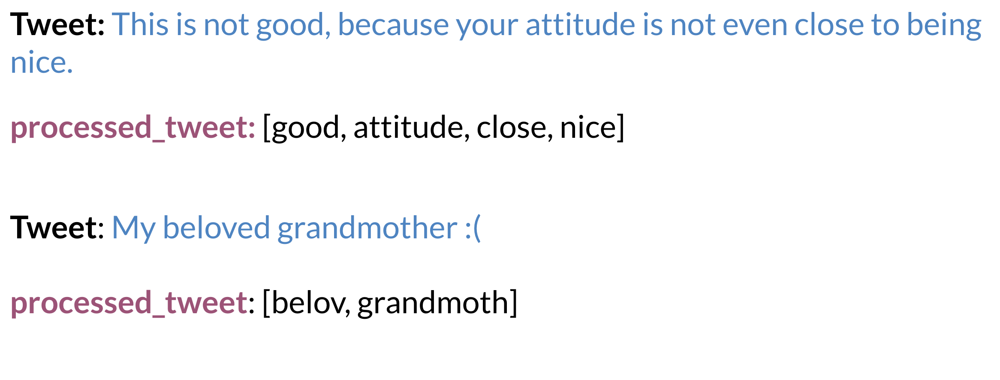 Tweet: This is not good, because your attitude is not even close to being
nice.
processed_tweet: [good, attitude, close, nice]
Tweet: My beloved grandmother :(
processed_tweet: [belov, grandmoth]